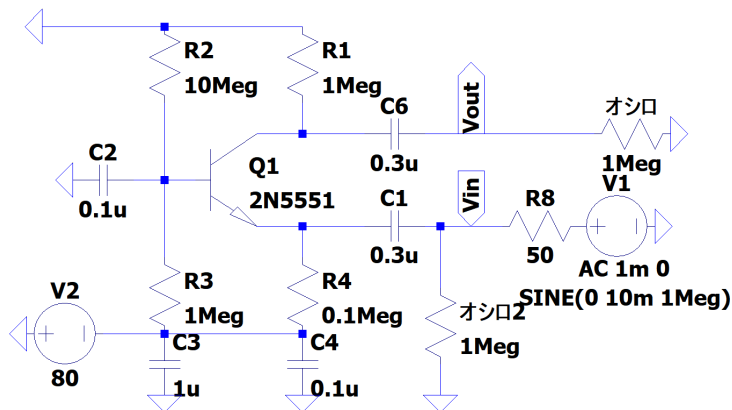 R2
10Meg
R1
1Meg
C6
0.3u
Vout
オシロ
1Meg
C2
0.1u
Q1
2N5551
C1
0.3u
Vin
R8
50
V1
AC 1m 0
SINE(0 10m 1Meg)
R3
1Meg
R4
0.1Meg
オシロ2
1Meg
V2
80
C3
1u
C4
0.1u